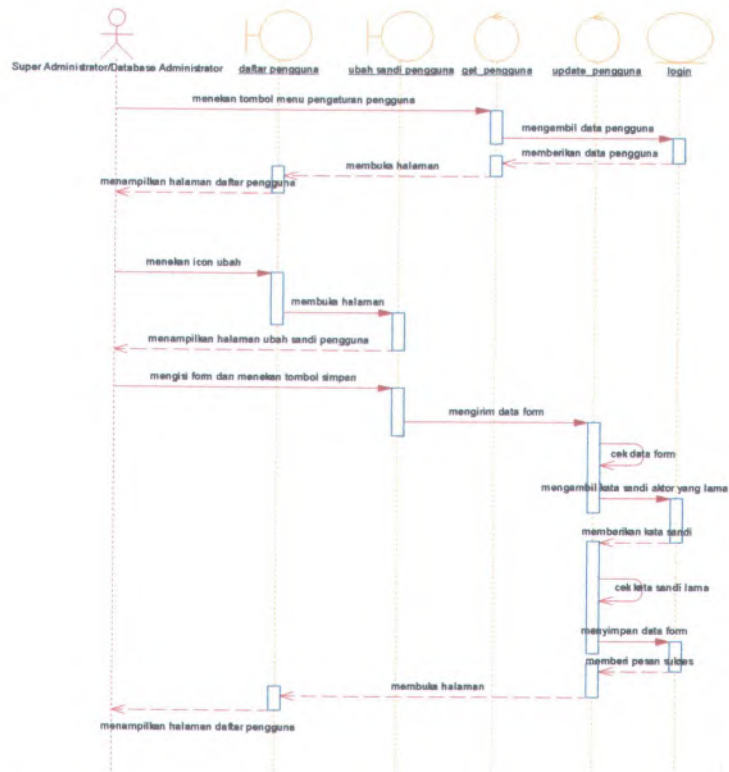 Super Administrator/Database Administrator
daftar pengguna
ubah sandi pengguna
get_pengguna
update_pengguna
login
menekan tombol menu pengaturan pengguna
mengambil data pengguna
memberikan data pengguna
membuka halaman
menampilkan halaman daftar pengguna
menekan icon ubah
membuka halaman
menampilkan halaman ubah sandi pengguna
mengisi form dan menekan tombol simpan
mengirim data form
cek data form
mengambil kata sandi aktor yang lama
memberikan kata sandi
cek kata sandi lama
menyimpan data form
memberi pesan sukses
membuka halaman
menampilkan halaman daftar pengguna